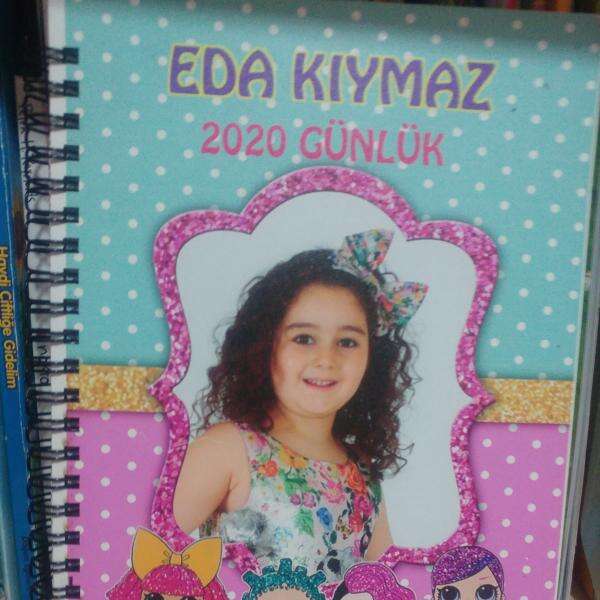 EDA KIYMAZ
2020 GÜNLÜK
Haydi Çiftliğe Gidelim